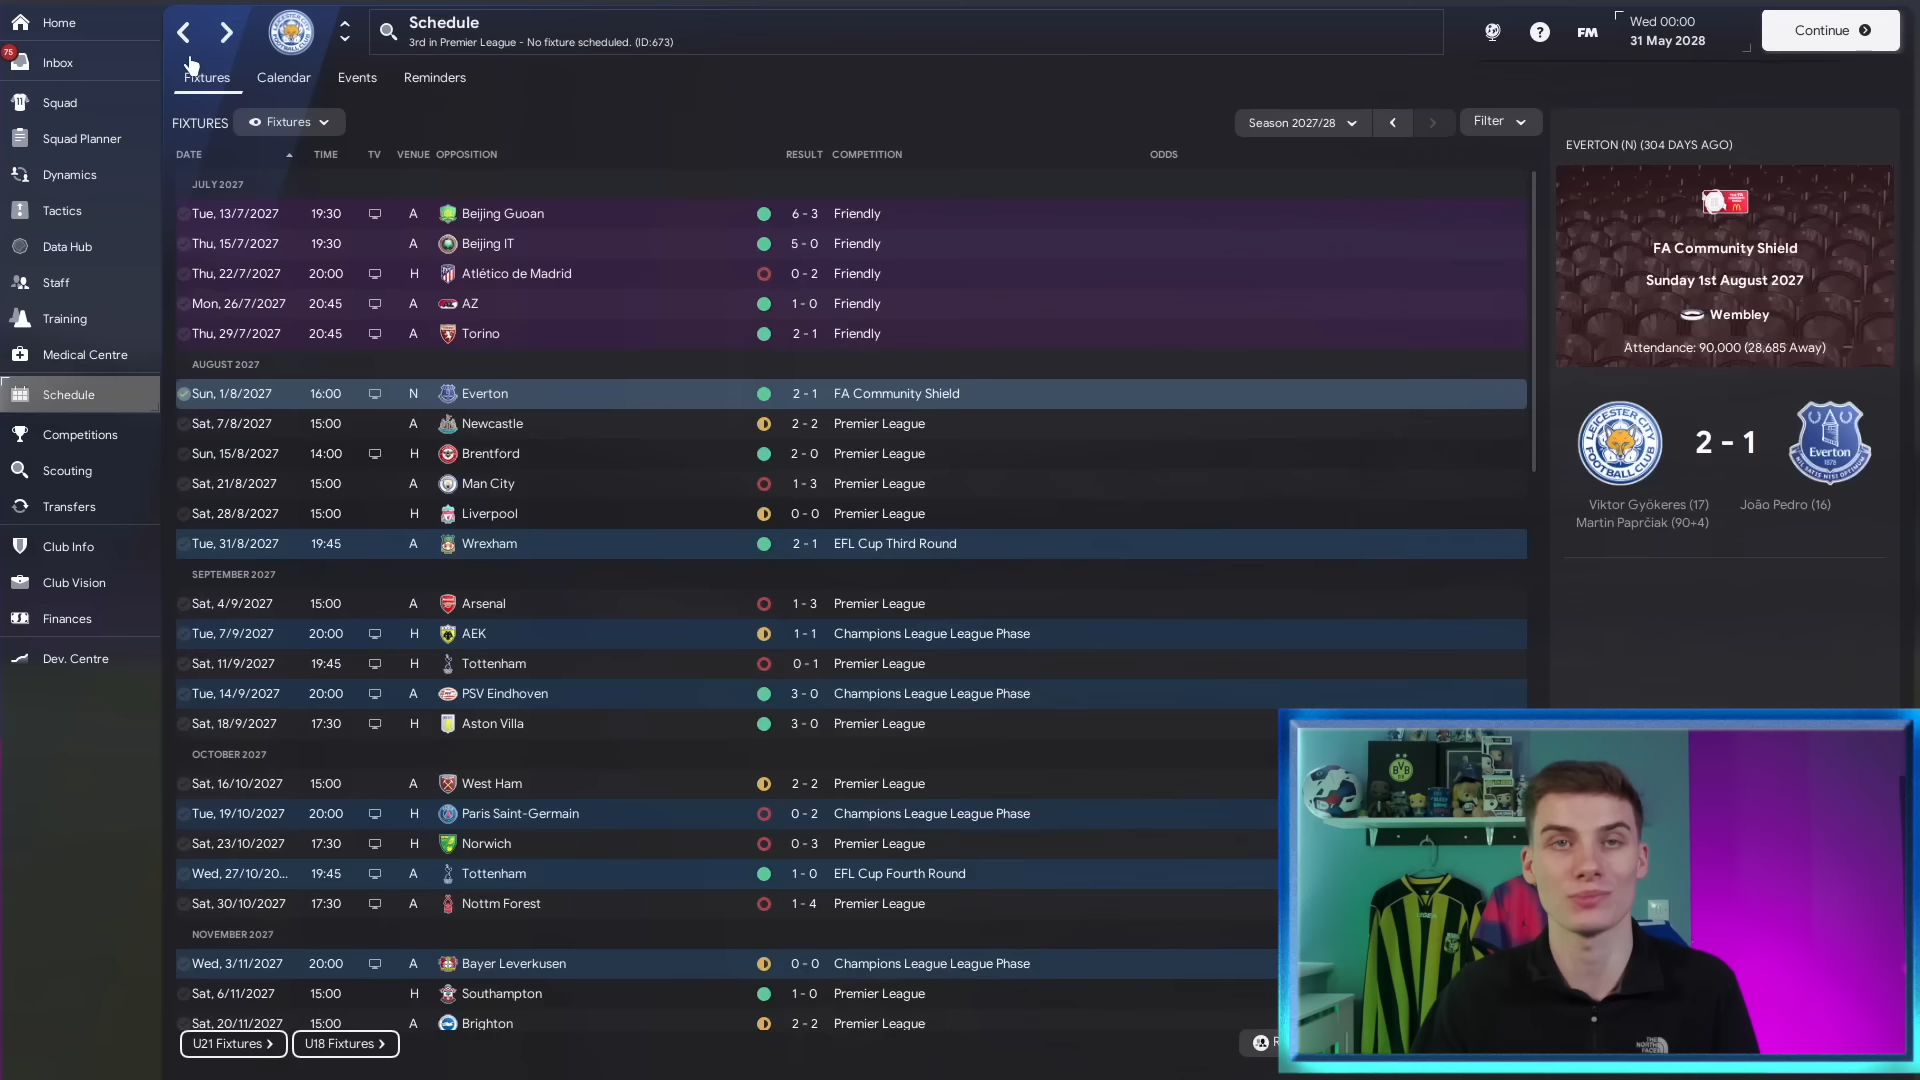 Home
75
Inbox
Squad
Squad Planner
Dynamics
Tactics
Data Hub
Staff
Training
Medical Centre
Schedule
Competitions
Scouting
Transfers
Club Info
Club Vision
Finances
Dev. Centre
Schedule
3rd in Premier League - No fixture scheduled. (ID:673)
FM
Wed 00:00
31 May 2028
Continue
Fixtures Calendar Events Reminders
FIXTURES Fixtures Season 2027/28 Filter
DATE TIME TV VENUE OPPOSITION RESULT COMPETITION ODDS
JULY 2027
Tue, 13/7/2027 19:30 A Beijing Guoan 6 - 3 Friendly
Thu, 15/7/2027 19:30 A Beijing IT 5 - 0 Friendly
Thu, 22/7/2027 20:00 H Atlético de Madrid 0 - 2 Friendly
Mon, 26/7/2027 20:45 A AZ 1 - 0 Friendly
Thu, 29/7/2027 20:45 A Torino 2 - 1 Friendly
AUGUST 2027
Sun, 1/8/2027 16:00 N Everton 2 - 1 FA Community Shield
Sat, 7/8/2027 15:00 A Newcastle 2 - 2 Premier League
Sun, 15/8/2027 14:00 H Brentford 2 - 0 Premier League
Sat, 21/8/2027 15:00 A Man City 1 - 3 Premier League
Sat, 28/8/2027 15:00 H Liverpool 0 - 0 Premier League
Tue, 31/8/2027 19:45 A Wrexham 2 - 1 EFL Cup Third Round
SEPTEMBER 2027
Sat, 4/9/2027 15:00 A Arsenal 1 - 3 Premier League
Tue, 7/9/2027 20:00 H AEK 1 - 1 Champions League League Phase
Sat, 11/9/2027 19:45 H Tottenham 0 - 1 Premier League
Tue, 14/9/2027 20:00 A PSV Eindhoven 3 - 0 Champions League League Phase
Sat, 18/9/2027 17:30 H Aston Villa 3 - 0 Premier League
OCTOBER 2027
Sat, 16/10/2027 15:00 A West Ham 2 - 2 Premier League
Tue, 19/10/2027 20:00 H Paris Saint-Germain 0 - 2 Champions League League Phase
Sat, 23/10/2027 17:30 H Norwich 0 - 3 Premier League
Wed, 27/10/20... 19:45 A Tottenham 1 - 0 EFL Cup Fourth Round
Sat, 30/10/2027 17:30 A Nottm Forest 1 - 4 Premier League
NOVEMBER 2027
Wed, 3/11/2027 20:00 A Bayer Leverkusen 0 - 0 Champions League League Phase
Sat, 6/11/2027 15:00 H Southampton 1 - 0 Premier League
Sat, 20/11/2027 15:00 A Brighton 2 - 2 Premier League
U21 Fixtures U18 Fixtures
EVERTON (N) (304 DAYS AGO)
FA Community Shield
Sunday 1st August 2027
Wembley
Attendance: 90,000 (28,685 Away)
LEICESTER CITY
FOOTBALL CLUB
2 - 1
Everton
1878
Viktor Gyökeres (17) João Pedro (16)
Martin Paprčiak (90+4)
BVB
09
THE
NORTH
FACE